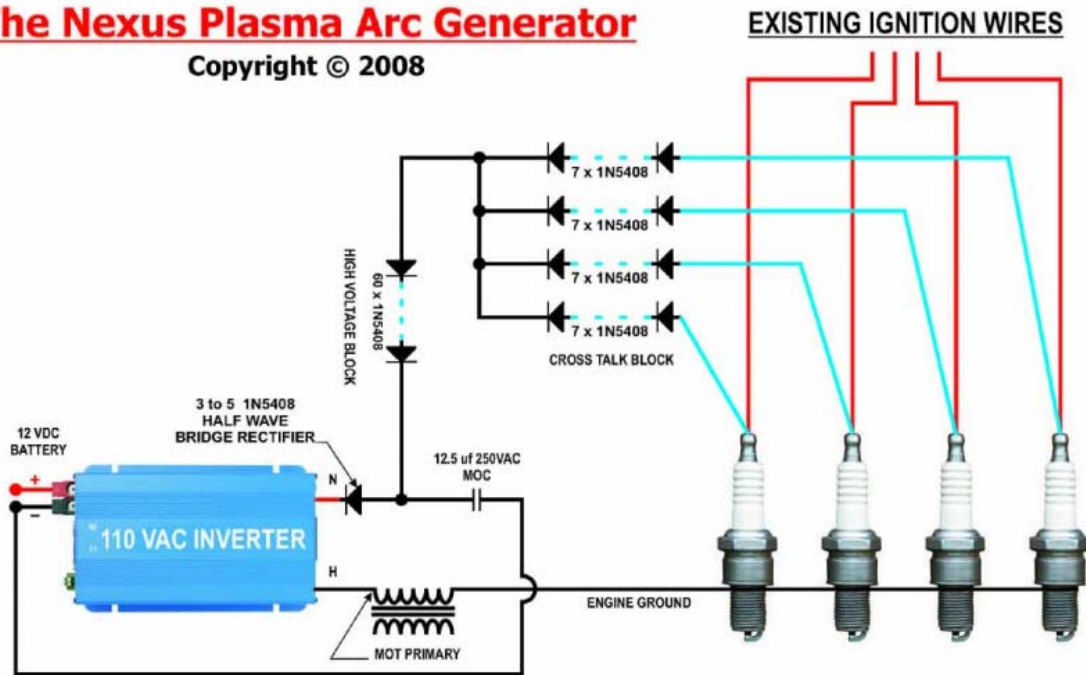 he Nexus Plasma Arc Generator
Copyright © 2008
EXISTING IGNITION WIRES
7 x 1N5408
7 x 1N5408
7 x 1N5408
7 x 1N5408
CROSS TALK BLOCK
HIGH VOLTAGE BLOCK
60 x 1N5408
3 to 5 1N5408
HALF WAVE
BRIDGE RECTIFIER
12 VDC
BATTERY
+
–
12.5 uf 250VAC
MOC
N
110 VAC INVERTER
H
ENGINE GROUND
MOT PRIMARY